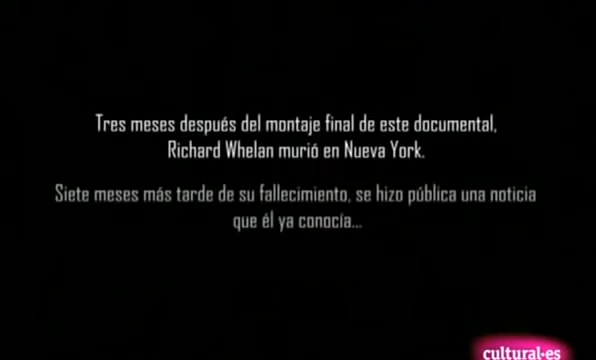 Tres meses después del montaje final de este documental,
Richard Whelan murió en Nueva York.
Siete meses más tarde de su fallecimiento, se hizo pública una noticia
que él ya conocía...
cultural·es